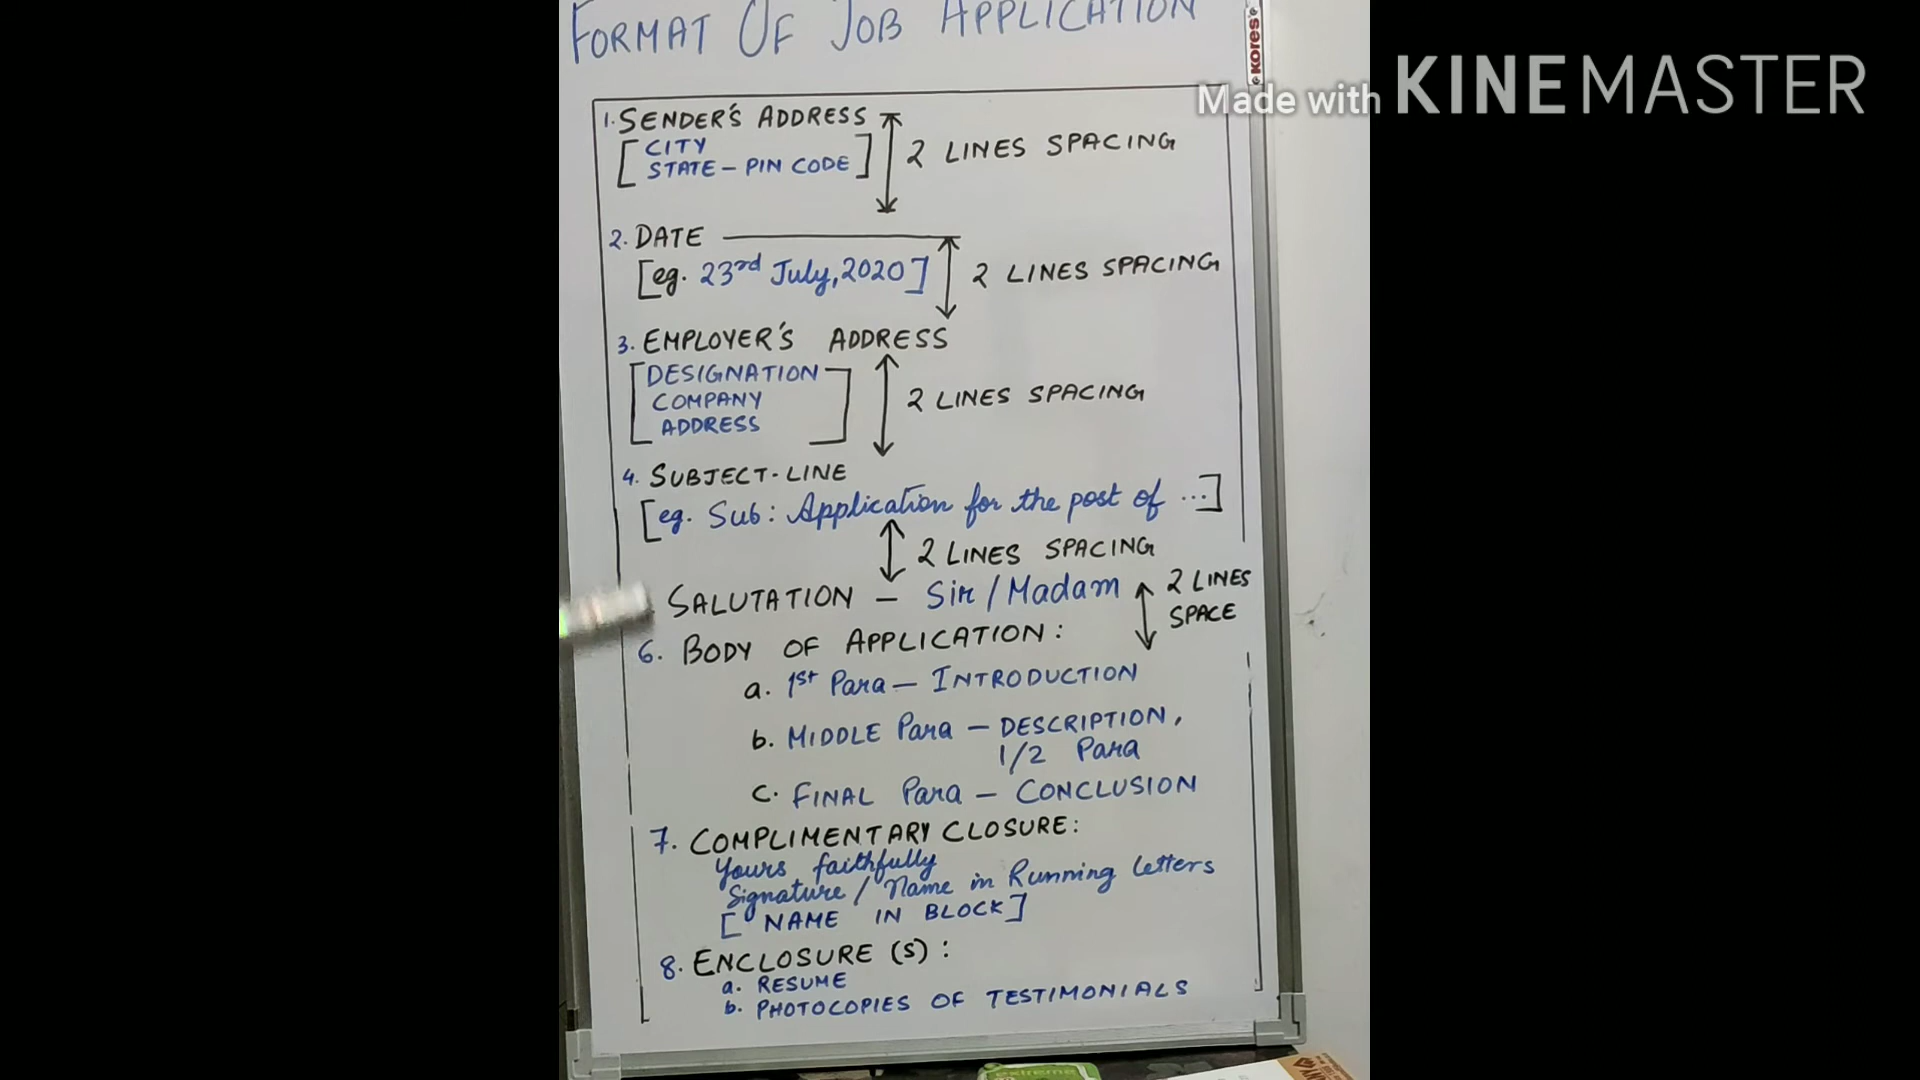 FORMAT OF JOB APPLICATION
KORES
Made with KINEMASTER
1. SENDER'S ADDRESS
[CITY
STATE - PIN CODE]
2 LINES SPACING
2. DATE
[eg. 23rd July, 2020]
2 LINES SPACING
3. EMPLOYER'S ADDRESS
[DESIGNATION
COMPANY
ADDRESS]
2 LINES SPACING
4. SUBJECT-LINE
[eg. Sub: Application for the post of ...]
2 LINES SPACING
SALUTATION - Sir/Madam
2 LINES
SPACE
6. BODY OF APPLICATION:
a. 1st Para - INTRODUCTION
b. MIDDLE Para - DESCRIPTION,
1/2 Para
c. FINAL Para - CONCLUSION
7. COMPLIMENTARY CLOSURE:
Yours faithfully
Signature/Name in Running letters
[NAME IN BLOCK]
8. ENCLOSURE (S):
a. RESUME
b. PHOTOCOPIES OF TESTIMONIALS
extreme